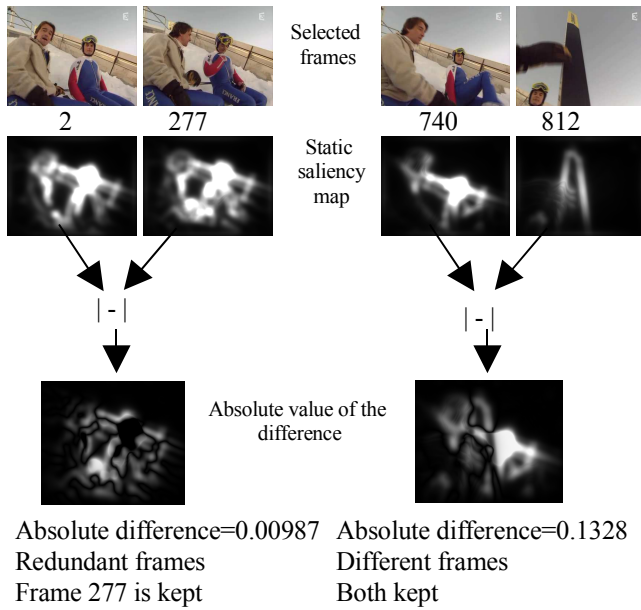 Selected
frames
2 277 740 812
Static
saliency
map
| - | | - |
Absolute value of the
difference
Absolute difference=0.00987
Redundant frames
Frame 277 is kept
Absolute difference=0.1328
Different frames
Both kept